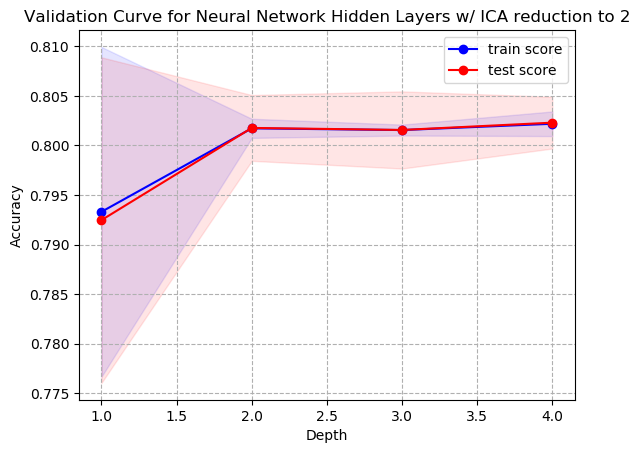 Validation Curve for Neural Network Hidden Layers w/ ICA reduction to 2
0.810
0.805
0.800
0.795
0.790
0.785
0.780
0.775
Accuracy
train score
test score
1.0 1.5 2.0 2.5 3.0 3.5 4.0
Depth